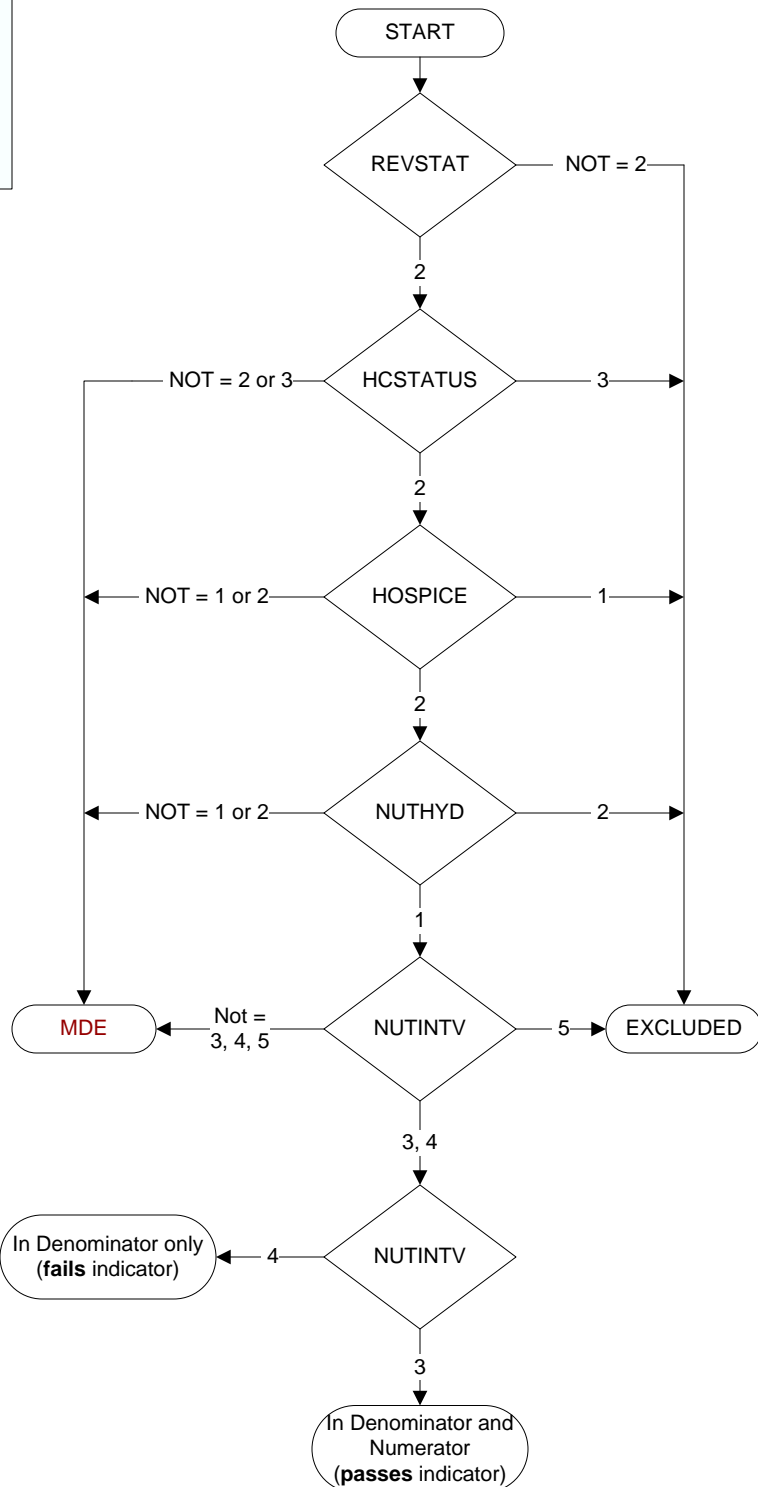 START
REVSTAT
NOT = 2
2
NOT = 2 or 3
HCSTATUS
3
2
NOT = 1 or 2
HOSPICE
1
2
NOT = 1 or 2
NUTHYD
2
1
MDE
Not =
3, 4, 5
NUTINTV
5
EXCLUDED
3, 4
In Denominator only
(fails indicator)
4
NUTINTV
3
In Denominator and
Numerator
(passes indicator)